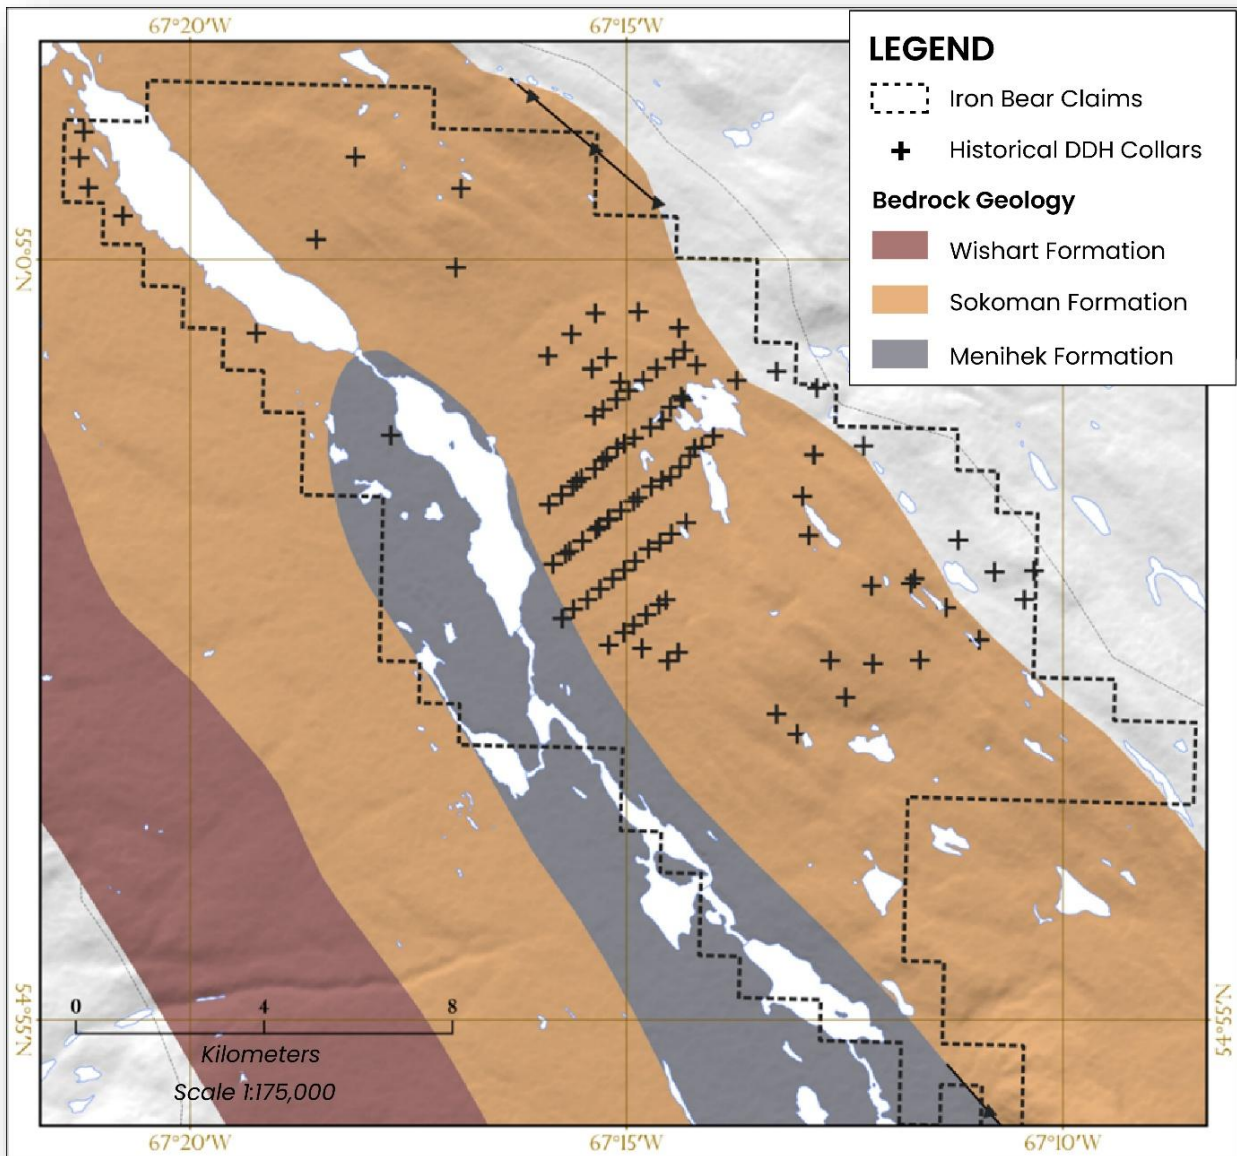 67°20′W 67°15′W
LEGEND
Iron Bear Claims
Historical DDH Collars
Bedrock Geology
Wishart Formation
Sokoman Formation
Menihek Formation
55°0′N
54°55′N 54°55′N
0 4 8
Kilometers
Scale 1:175,000
67°20′W 67°15′W 67°10′W